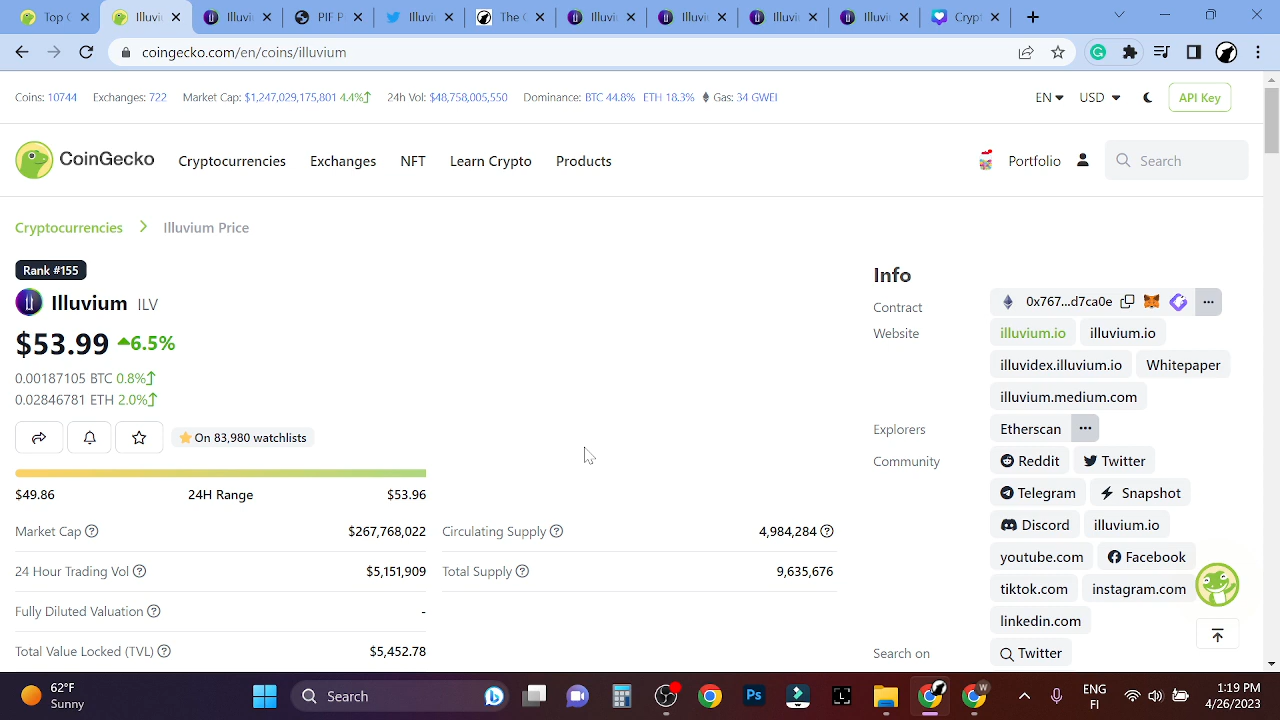 Top
Illuvi
Illuvi
PIF P
Illuvi
The C
Illuvi
Illuvi
Illuvi
Illuvi
Crypt
coingecko.com/en/coins/illuvium
Coins: 10744 Exchanges: 722 Market Cap: $1,247,029,175,801 4.4% 24h Vol: $48,758,005,550 Dominance: BTC 44.8% ETH 18.3% Gas: 34 GWEI EN USD API Key
CoinGecko Cryptocurrencies Exchanges NFT Learn Crypto Products Portfolio Search
Cryptocurrencies > Illuvium Price
Rank #155
Illuvium ILV
$53.99 6.5%
0.00187105 BTC 0.8%
0.02846781 ETH 2.0%
On 83,980 watchlists
$49.86 24H Range $53.96
Market Cap $267,768,022
24 Hour Trading Vol $5,151,909
Fully Diluted Valuation -
Total Value Locked (TVL) $5,452.78
Circulating Supply 4,984,284
Total Supply 9,635,676
Info
Contract 0x767...d7ca0e ...
Website illuvium.io illuvium.io
illuvidex.illuvium.io Whitepaper
illuvium.medium.com
Explorers Etherscan ...
Community Reddit Twitter
Telegram Snapshot
Discord illuvium.io
youtube.com Facebook
tiktok.com instagram.com
linkedin.com
Search on Twitter
62°F
Sunny
Search
Ps
L
W
ENG
FI
1:19 PM
4/26/2023